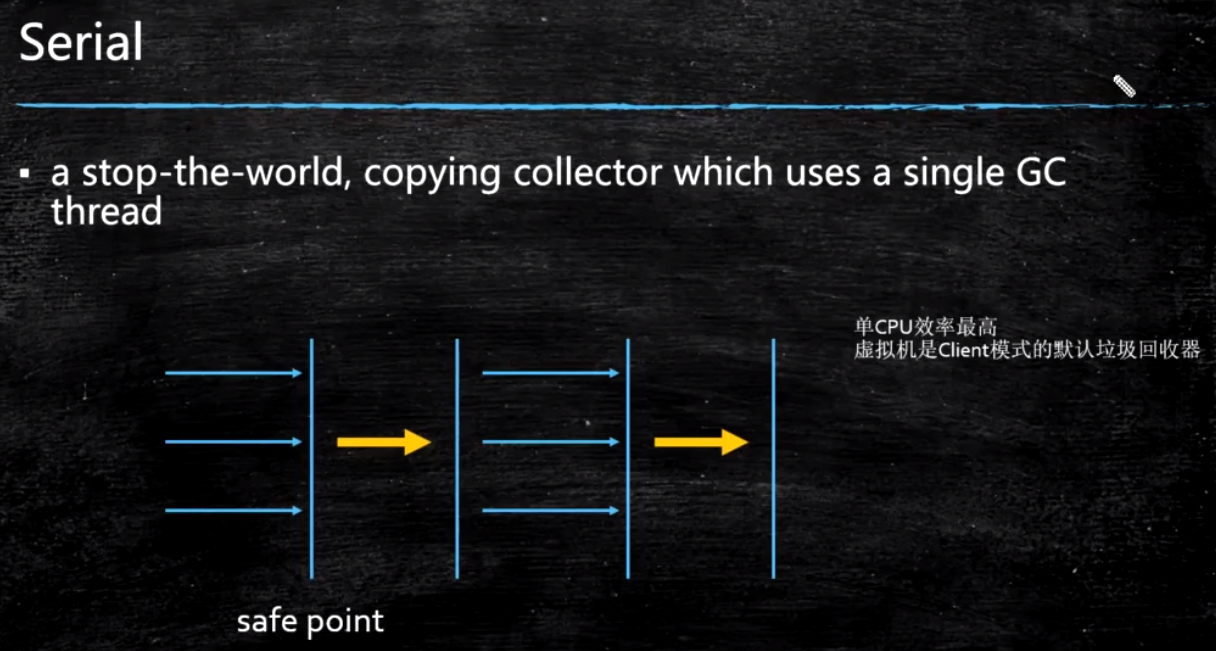 Serial
▪ a stop-the-world, copying collector which uses a single GC
thread
单CPU效率最高
虚拟机是Client模式的默认垃圾回收器
safe point